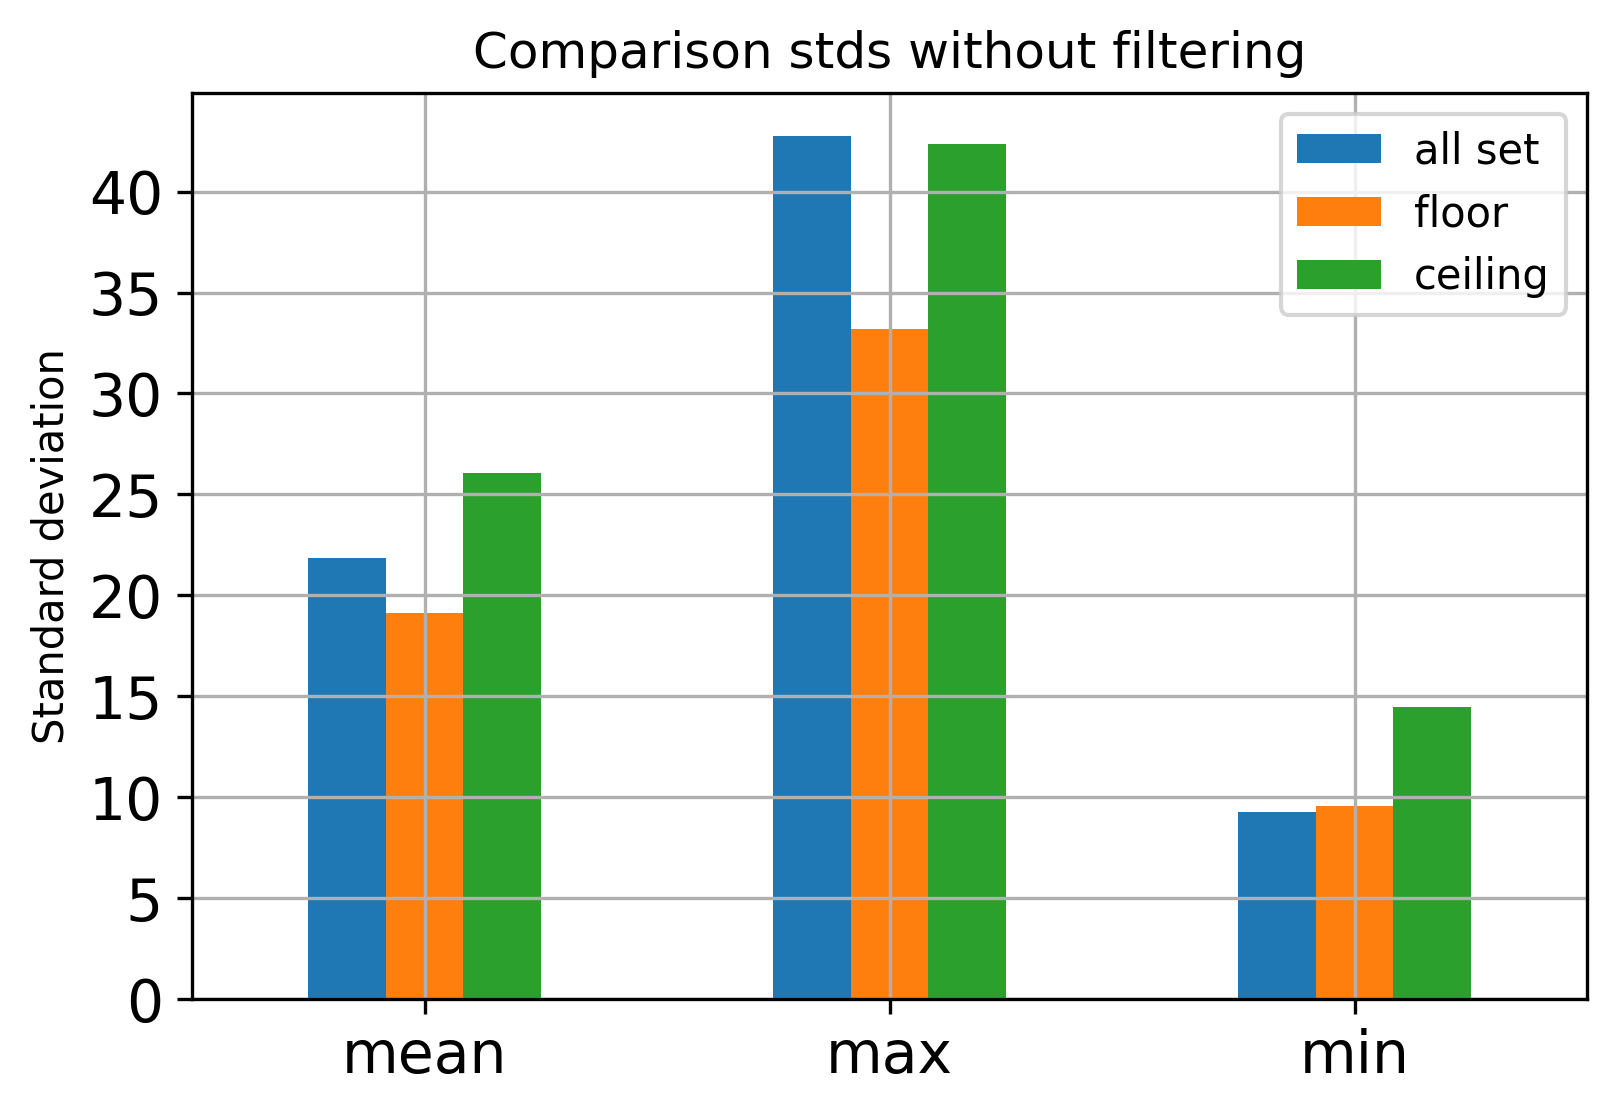 Comparison stds without filtering
all set
floor
ceiling
Standard deviation
40
35
30
25
20
15
10
5
0
mean
max
min